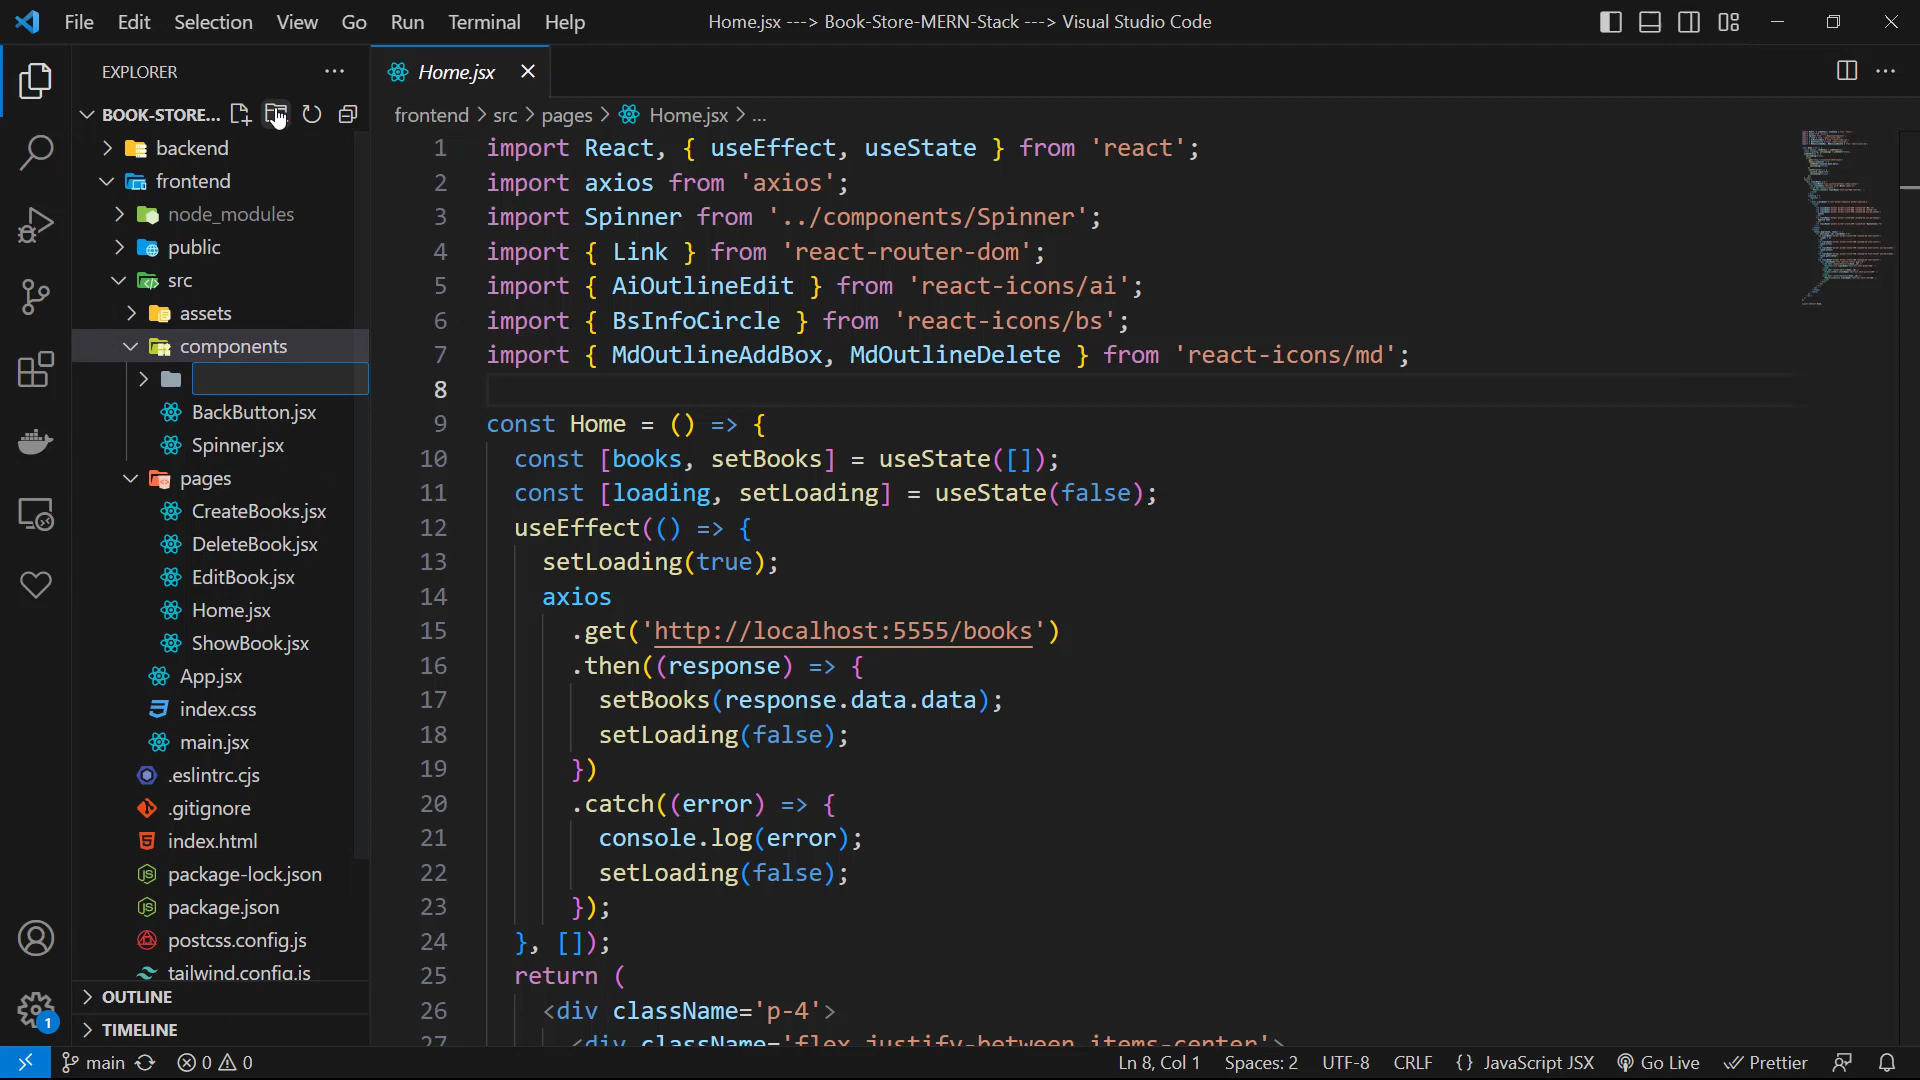 File Edit Selection View Go Run Terminal Help
Home.jsx ---> Book-Store-MERN-Stack ---> Visual Studio Code
EXPLORER
BOOK-STORE...
backend
frontend
node_modules
public
src
assets
components
BackButton.jsx
Spinner.jsx
pages
CreateBooks.jsx
DeleteBook.jsx
EditBook.jsx
Home.jsx
ShowBook.jsx
App.jsx
index.css
main.jsx
.eslintrc.cjs
.gitignore
index.html
package-lock.json
package.json
postcss.config.js
tailwind.config.js
OUTLINE
TIMELINE
Home.jsx
frontend > src > pages > Home.jsx > ...
1 import React, { useEffect, useState } from 'react';
2 import axios from 'axios';
3 import Spinner from '../components/Spinner';
4 import { Link } from 'react-router-dom';
5 import { AiOutlineEdit } from 'react-icons/ai';
6 import { BsInfoCircle } from 'react-icons/bs';
7 import { MdOutlineAddBox, MdOutlineDelete } from 'react-icons/md';
8
9 const Home = () => {
10 const [books, setBooks] = useState([]);
11 const [loading, setLoading] = useState(false);
12 useEffect(() => {
13 setLoading(true);
14 axios
15 .get('http://localhost:5555/books')
16 .then((response) => {
17 setBooks(response.data.data);
18 setLoading(false);
19 })
20 .catch((error) => {
21 console.log(error);
22 setLoading(false);
23 });
24 }, []);
25 return (
26 <div className='p-4'>
27 <div className='flex justify-between items-center'>
1
main
0 0
Ln 8, Col 1 Spaces: 2 UTF-8 CRLF {} JavaScript JSX Go Live Prettier